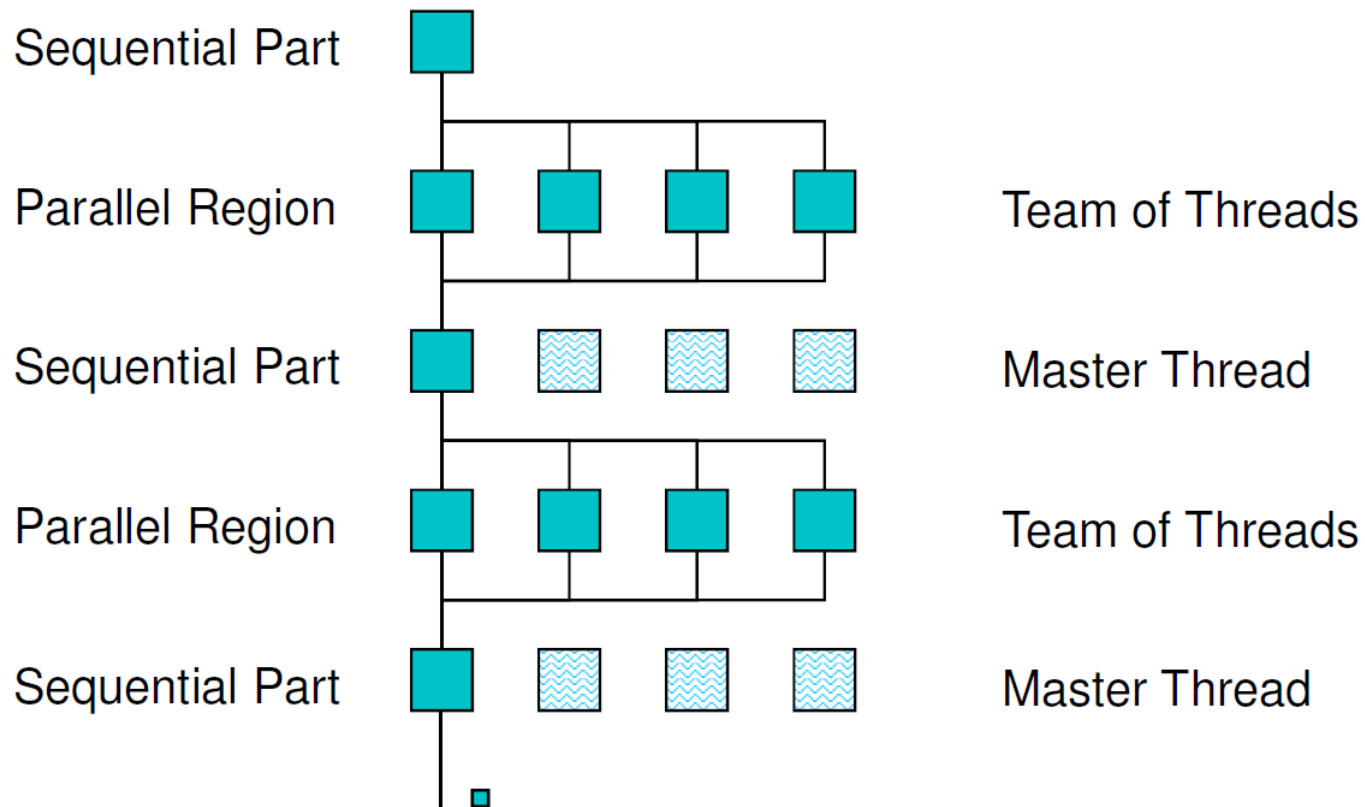 Sequential Part
Parallel Region
Team of Threads
Sequential Part
Master Thread
Parallel Region
Team of Threads
Sequential Part
Master Thread